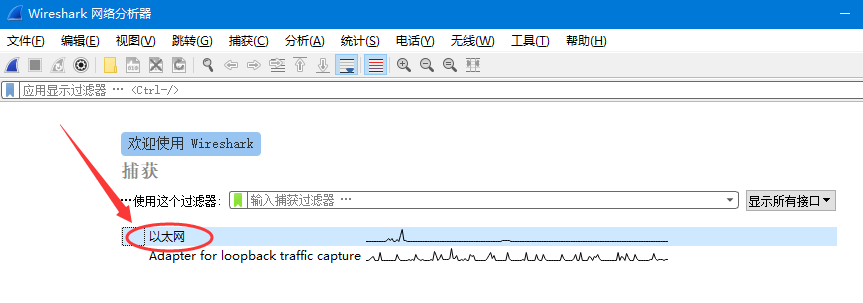 Wireshark 网络分析器
文件(F) 编辑(E) 视图(V) 跳转(G) 捕获(C) 分析(A) 统计(S) 电话(Y) 无线(W) 工具(T) 帮助(H)
应用显示过滤器 … <Ctrl-/>
欢迎使用 Wireshark
捕获
…使用这个过滤器: 输入捕获过滤器 … 显示所有接口
以太网
Adapter for loopback traffic capture